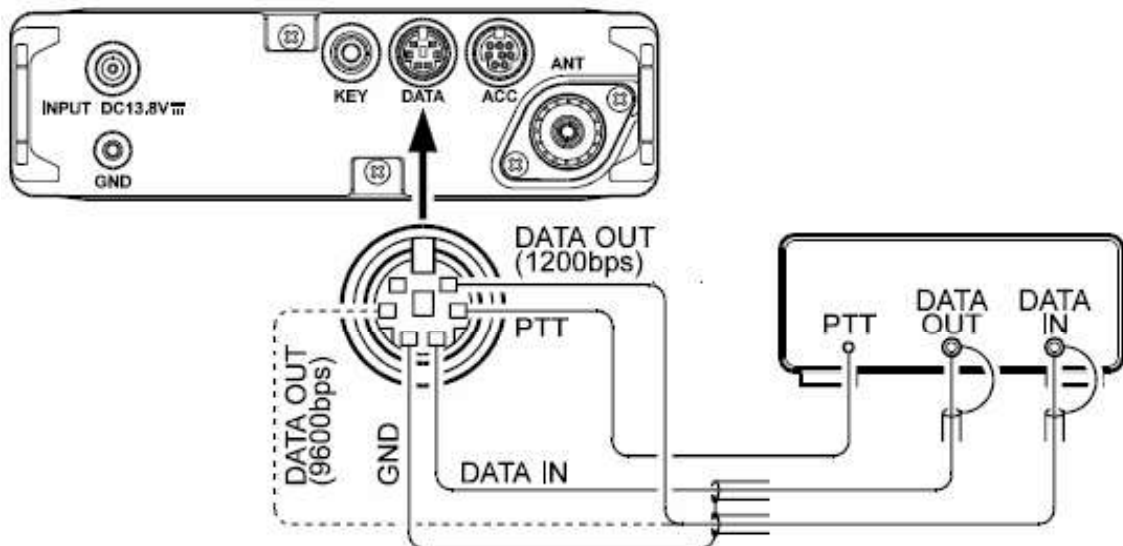 KEY DATA ACC ANT
INPUT DC13.8V
GND
DATA OUT
(1200bps)
PTT
DATA OUT
(9600bps)
GND
DATA IN
PTT
DATA
OUT
DATA
IN